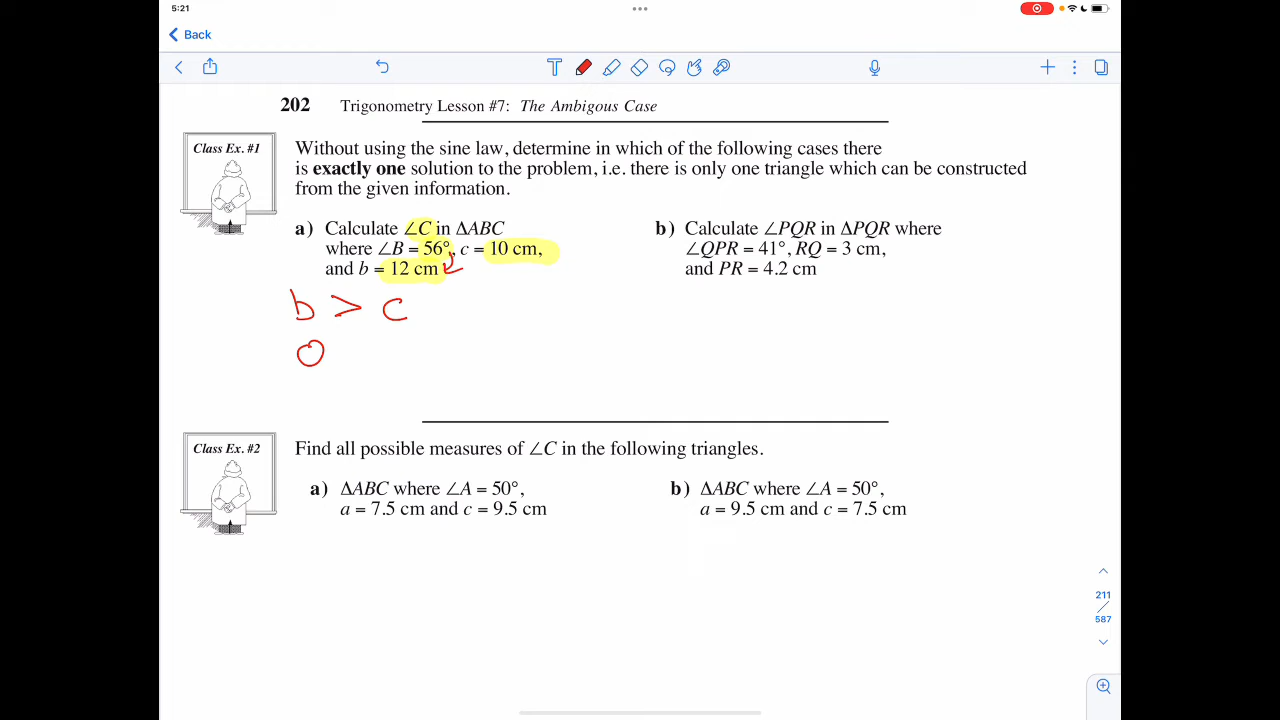 5:21
Back
202 Trigonometry Lesson #7: The Ambigous Case
Class Ex. #1
Without using the sine law, determine in which of the following cases there
is exactly one solution to the problem, i.e. there is only one triangle which can be constructed
from the given information.
a) Calculate ∠C in ΔABC
where ∠B = 56°, c = 10 cm,
and b = 12 cm
b > c
O
b) Calculate ∠PQR in ΔPQR where
∠QPR = 41°, RQ = 3 cm,
and PR = 4.2 cm
Class Ex. #2
Find all possible measures of ∠C in the following triangles.
a) ΔABC where ∠A = 50°,
a = 7.5 cm and c = 9.5 cm
b) ΔABC where ∠A = 50°,
a = 9.5 cm and c = 7.5 cm
211
587